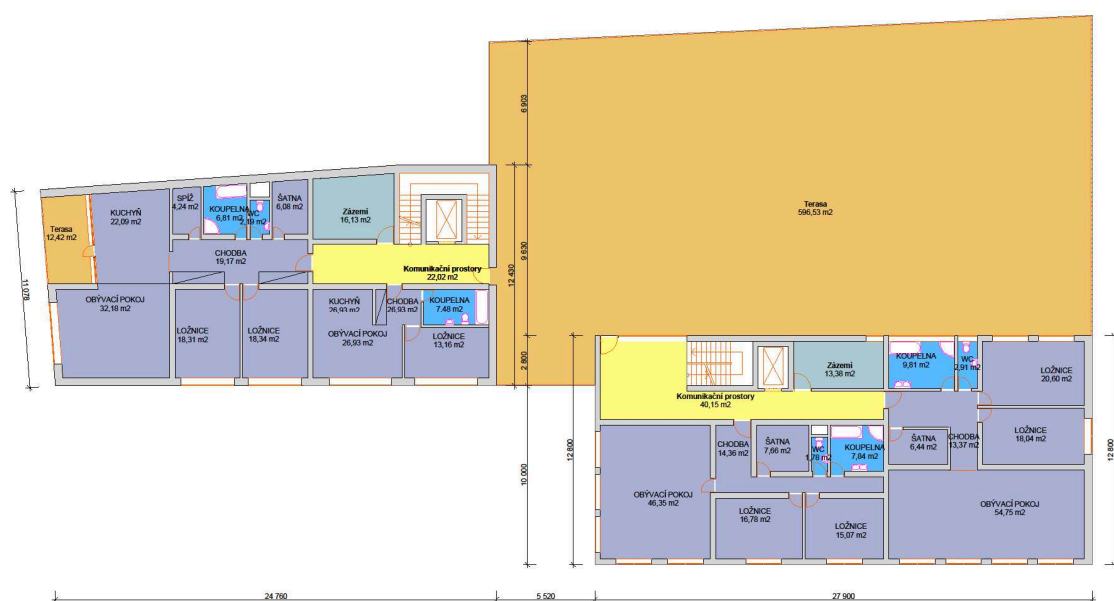 6 903
Terasa
596,53 m2
SPÍŽ
4,24 m2
KOUPELNA
6,81 m2
WC
2,19 m2
ŠATNA
6,08 m2
KUCHYŇ
22,09 m2
Terasa
12,42 m2
Zázemí
16,13 m2
CHODBA
19,17 m2
Komunikační prostory
22,02 m2
9 630
12 430
11 078
OBÝVACÍ POKOJ
32,18 m2
LOŽNICE
18,31 m2
LOŽNICE
18,34 m2
KUCHYŇ
26,93 m2
CHODBA
26,93 m2
KOUPELNA
7,48 m2
OBÝVACÍ POKOJ
26,93 m2
LOŽNICE
13,16 m2
2 800
Zázemí
13,38 m2
KOUPELNA
9,81 m2
WC
2,91 m2
LOŽNICE
20,60 m2
Komunikační prostory
40,15 m2
12 800
10 000
CHODBA
14,36 m2
ŠATNA
7,66 m2
WC
1,78 m2
KOUPELNA
7,84 m2
ŠATNA
6,44 m2
CHODBA
13,37 m2
LOŽNICE
18,04 m2
12 800
OBÝVACÍ POKOJ
46,35 m2
LOŽNICE
16,78 m2
LOŽNICE
15,07 m2
OBÝVACÍ POKOJ
54,75 m2
24 760
5 520
27 900